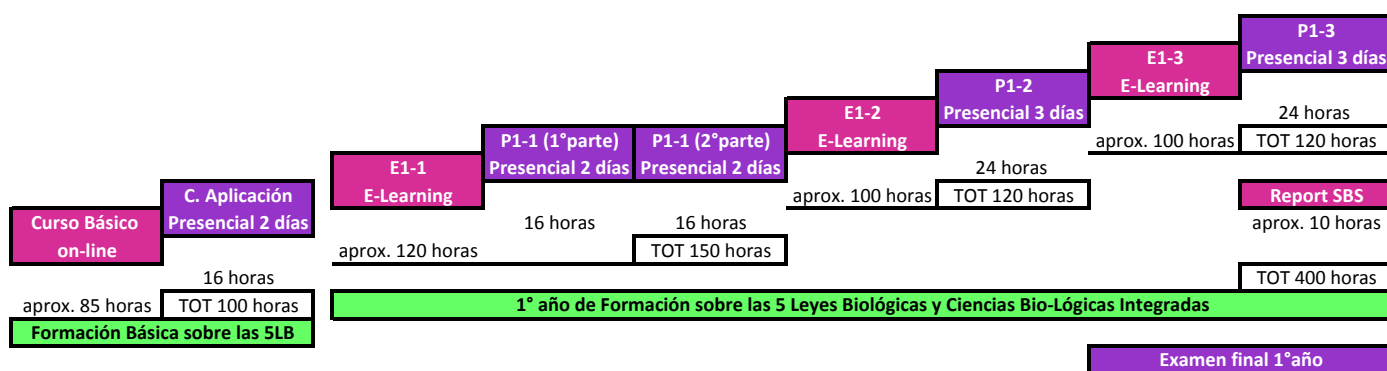 P1-3
Presencial 3 días
E1-3
E-Learning
P1-2
Presencial 3 días
24 horas
aprox. 100 horas
TOT 120 horas
E1-2
E-Learning
P1-1 (1°parte)
Presencial 2 días
P1-1 (2°parte)
Presencial 2 días
24 horas
aprox. 100 horas
TOT 120 horas
E1-1
E-Learning
C. Aplicación
Presencial 2 días
Report SBS
aprox. 10 horas
16 horas
16 horas
Curso Básico
on-line
aprox. 120 horas
TOT 150 horas
16 horas
TOT 400 horas
aprox. 85 horas
TOT 100 horas
1° año de Formación sobre las 5 Leyes Biológicas y Ciencias Bio-Lógicas Integradas
Formación Básica sobre las 5LB
Examen final 1°año